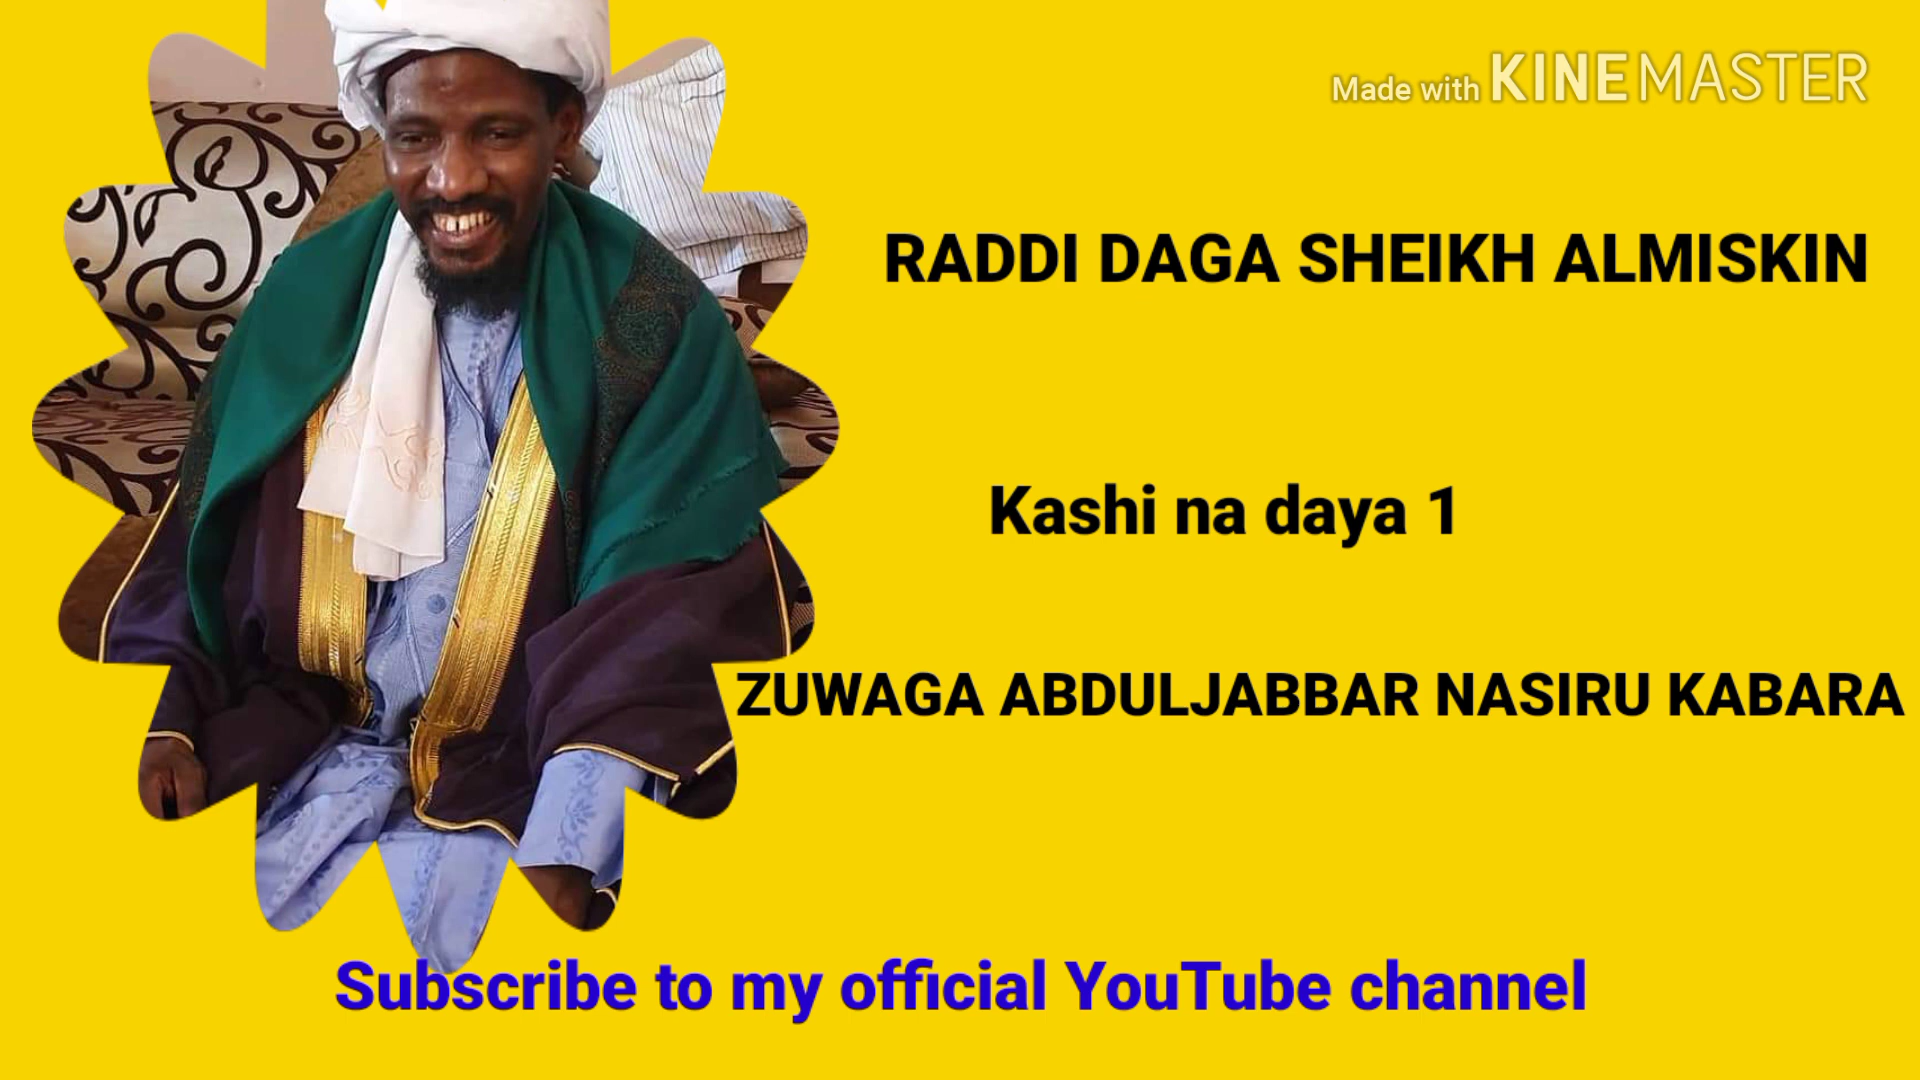 Made with KINEMASTER
RADDI DAGA SHEIKH ALMISKIN
Kashi na daya 1
ZUWAGA ABDULJABBAR NASIRU KABARA
Subscribe to my official YouTube channel